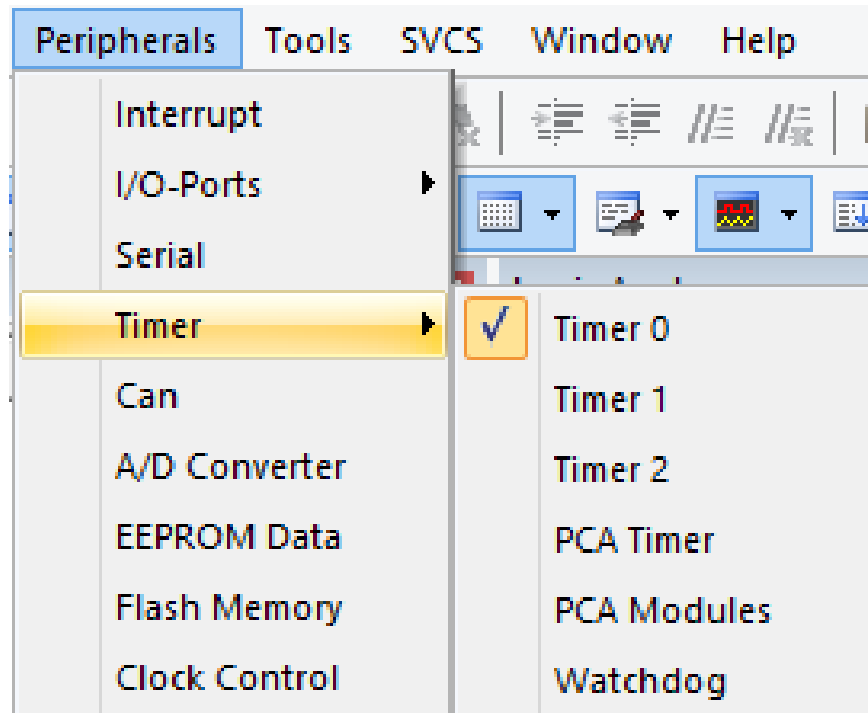 Peripherals Tools SVCS Window Help
Interrupt
I/O-Ports
Serial
Timer
Can
A/D Converter
EEPROM Data
Flash Memory
Clock Control
Timer 0
Timer 1
Timer 2
PCA Timer
PCA Modules
Watchdog